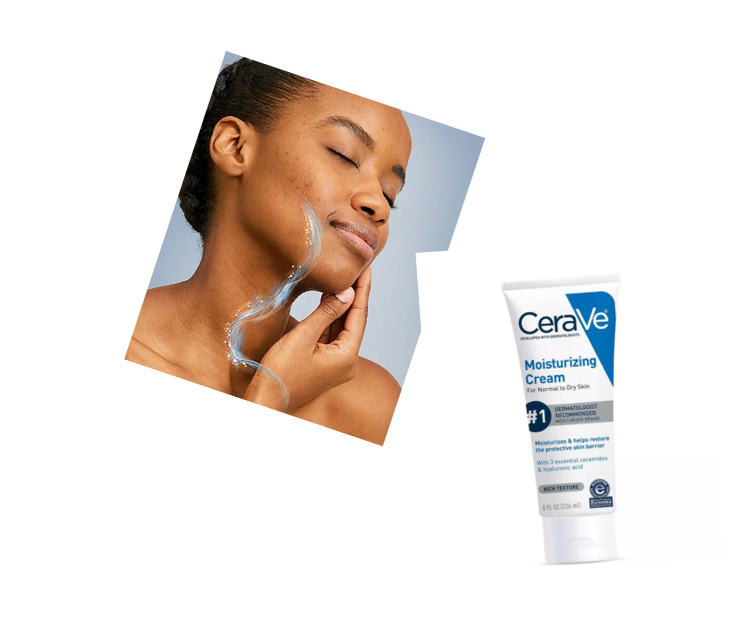 CeraVe
DEVELOPED WITH DERMATOLOGISTS
Moisturizing
Cream
For Normal to Dry Skin
#1
DERMATOLOGIST
RECOMMENDED
MOISTURIZER BRAND
Moisturizes & helps restore
the protective skin barrier
With 3 essential ceramides
& hyaluronic acid
RICH TEXTURE
8 FL OZ (236 ml)